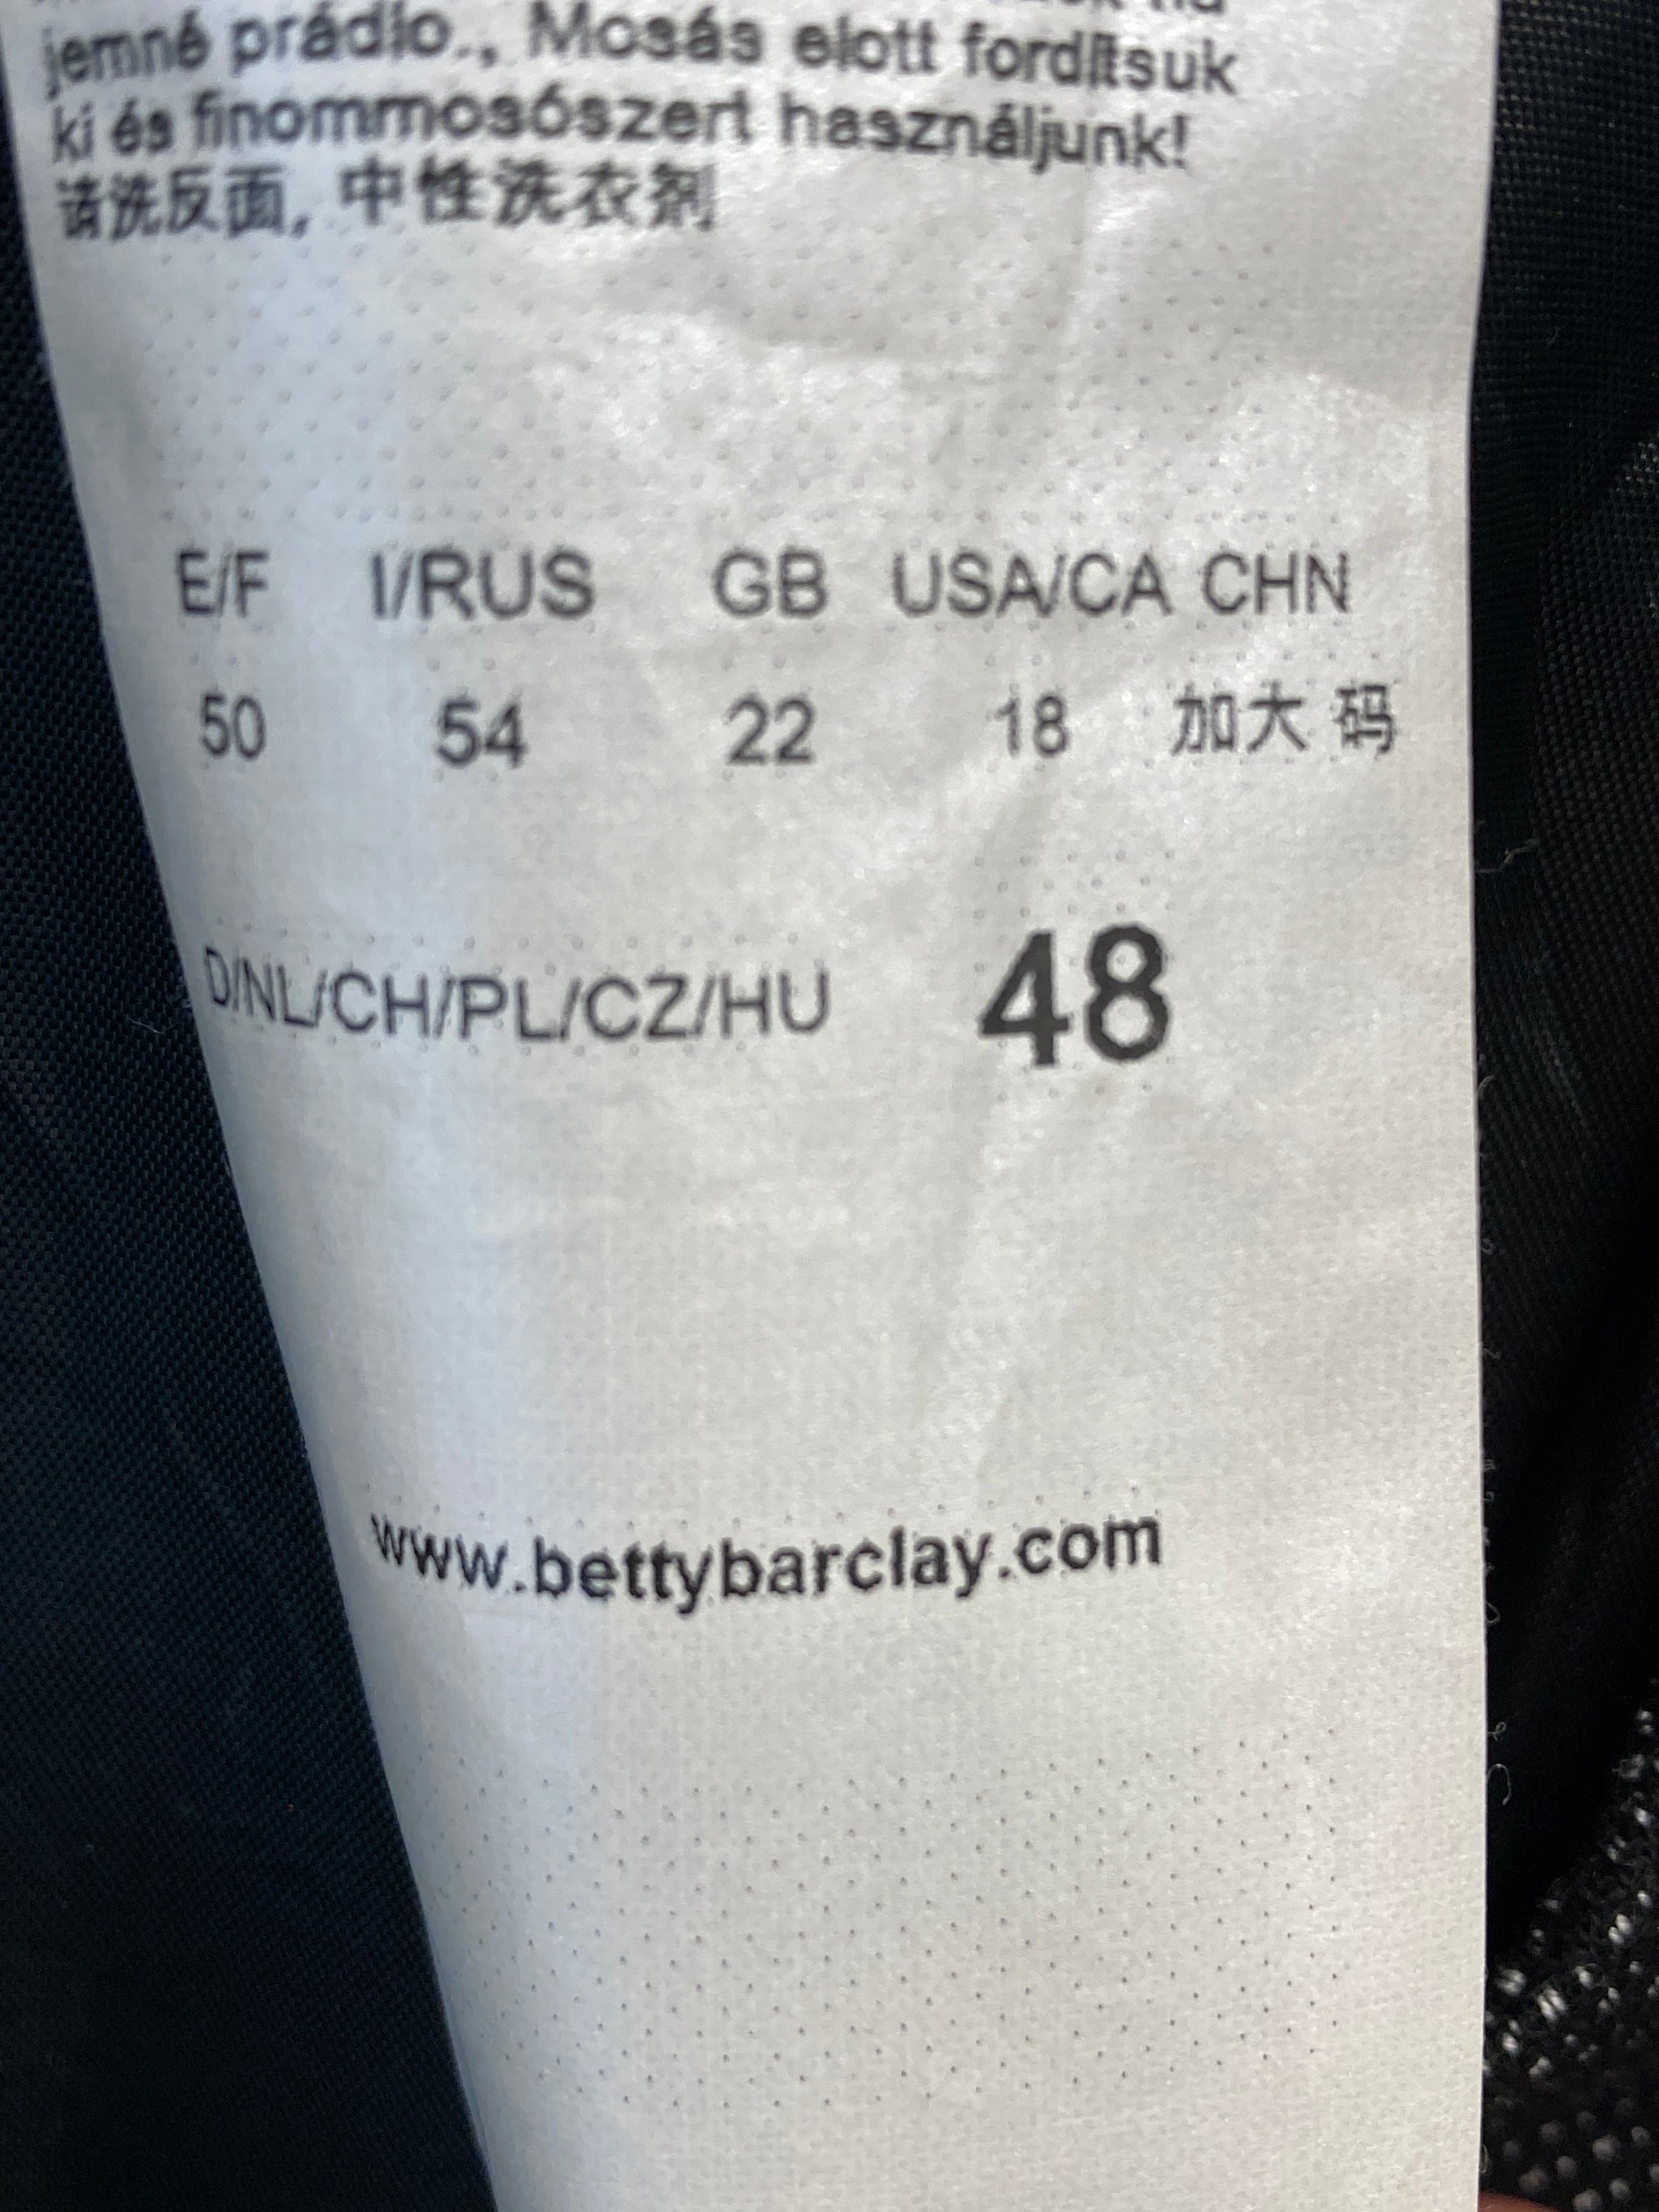 jemné prádlo., Mosás elott fordítsuk
ki és finommosószert használjunk!
请洗反面, 中性洗衣剂
E/F I/RUS GB USA/CA CHN
50 54 22 18 加大 码
D/NL/CH/PL/CZ/HU 48
www.bettybarclay.com